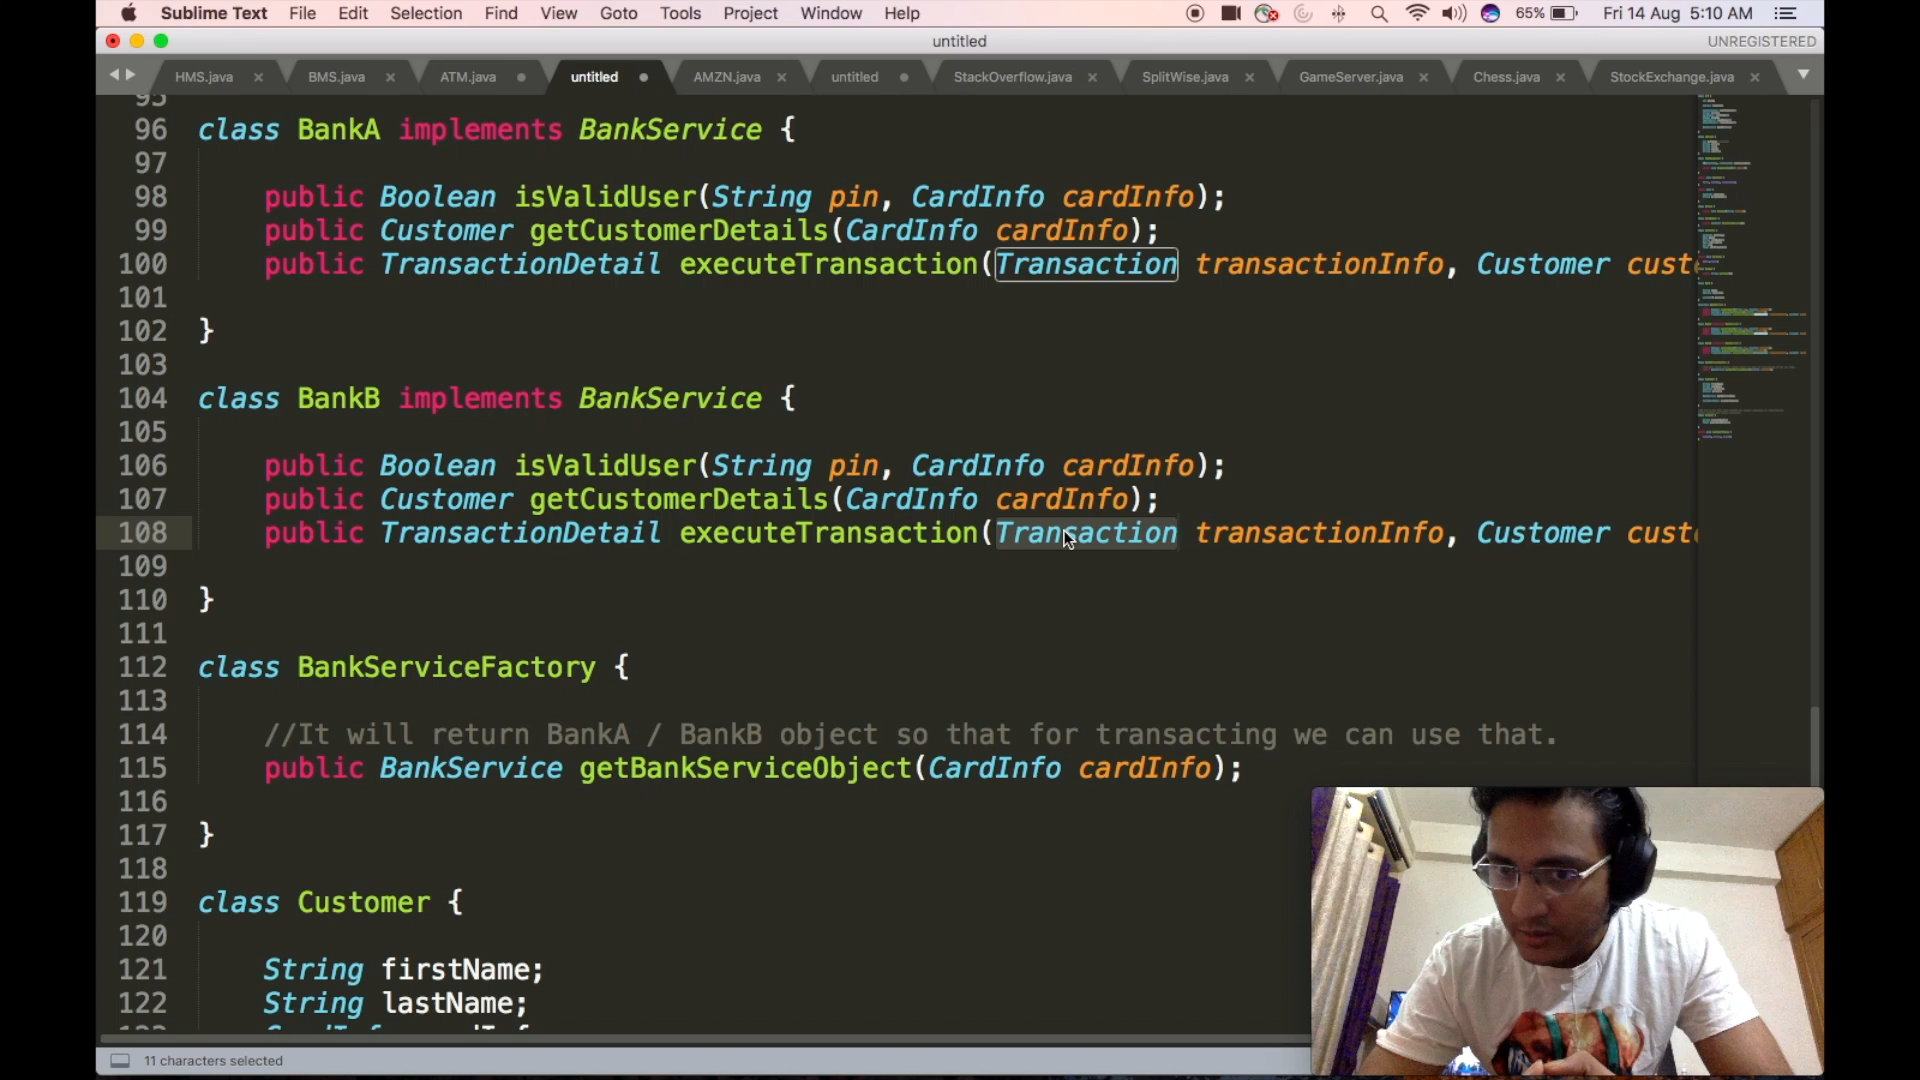 Sublime Text File Edit Selection Find View Goto Tools Project Window Help 65% Fri 14 Aug 5:10 AM
untitled UNREGISTERED
HMS.java BMS.java ATM.java untitled AMZN.java untitled StackOverflow.java SplitWise.java GameServer.java Chess.java StockExchange.java
95
96 class BankA implements BankService {
97
98 public Boolean isValidUser(String pin, CardInfo cardInfo);
99 public Customer getCustomerDetails(CardInfo cardInfo);
100 public TransactionDetail executeTransaction(Transaction transactionInfo, Customer cust
101
102 }
103
104 class BankB implements BankService {
105
106 public Boolean isValidUser(String pin, CardInfo cardInfo);
107 public Customer getCustomerDetails(CardInfo cardInfo);
108 public TransactionDetail executeTransaction(Transaction transactionInfo, Customer cust
109
110 }
111
112 class BankServiceFactory {
113
114 //It will return BankA / BankB object so that for transacting we can use that.
115 public BankService getBankServiceObject(CardInfo cardInfo);
116
117 }
118
119 class Customer {
120
121 String firstName;
122 String lastName;
11 characters selected